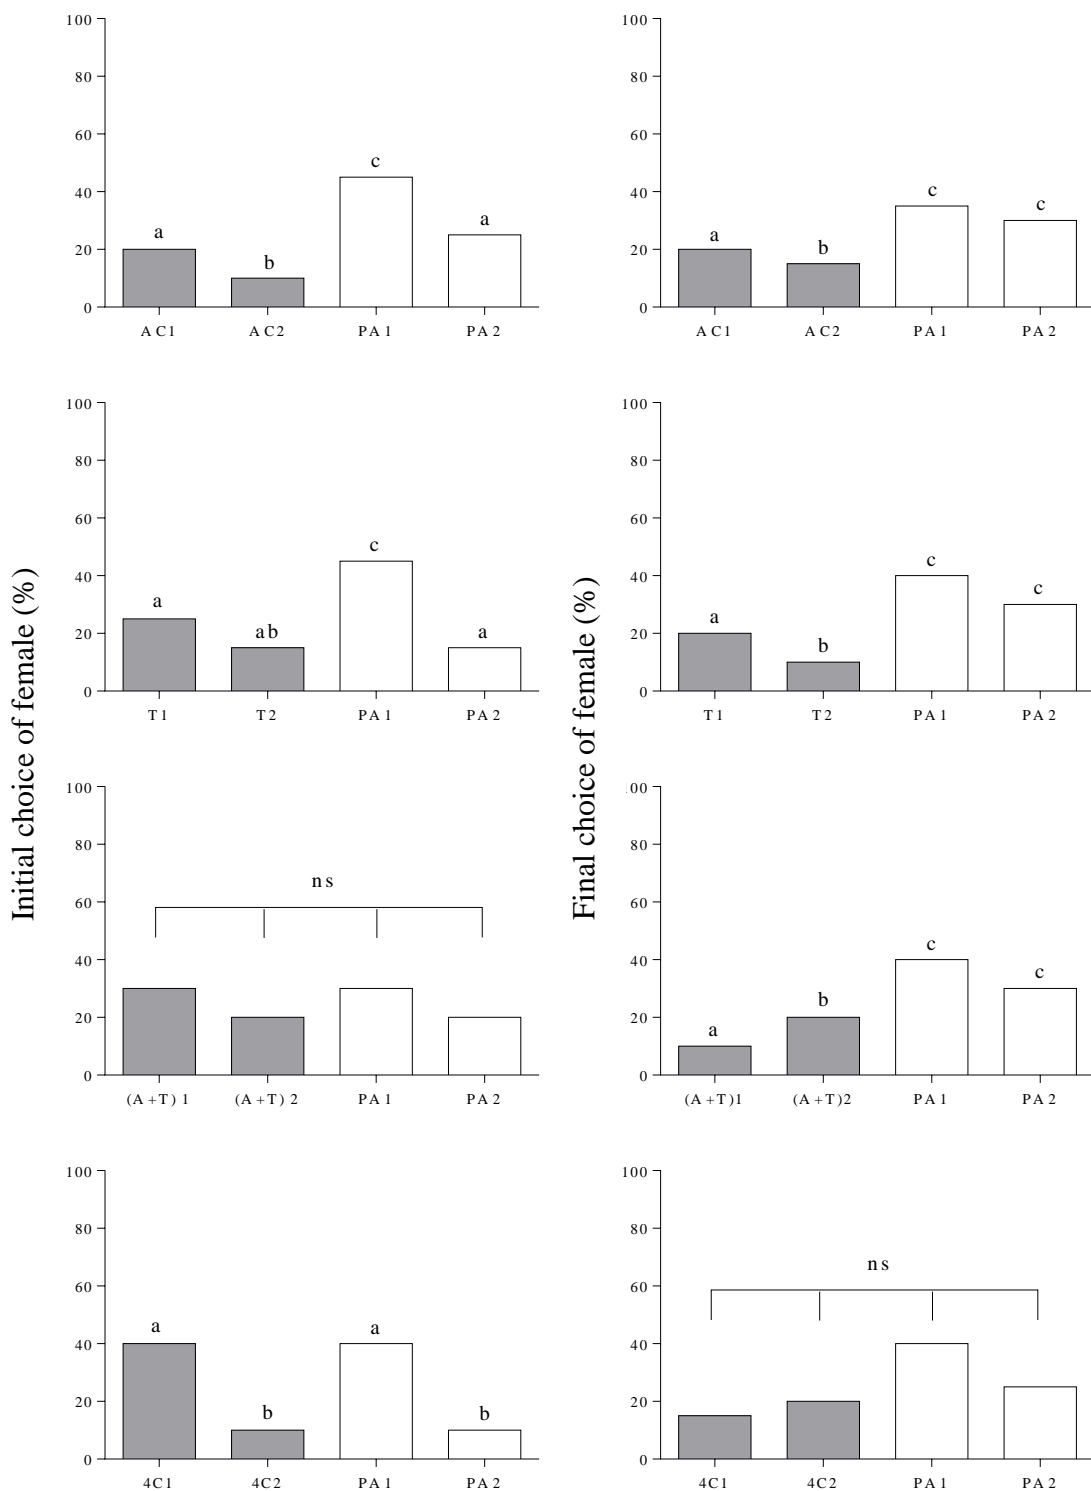 Initial choice of female (%)
100
80
60
40
20
0
a
b
c
a
AC1 AC2 PA1 PA2
100
80
60
40
20
0
a
ab
c
a
T1 T2 PA1 PA2
100
80
60
40
20
0
ns
(A+T) 1 (A+T) 2 PA1 PA2
100
80
60
40
20
0
a
b
a
b
4C1 4C2 PA1 PA2
Final choice of female (%)
100
80
60
40
20
0
a
b
c
c
AC1 AC2 PA1 PA2
100
80
60
40
20
0
a
b
c
c
T1 T2 PA1 PA2
100
80
60
40
20
0
a
b
c
c
(A+T)1 (A+T)2 PA1 PA2
100
80
60
40
20
0
ns
4C1 4C2 PA1 PA2